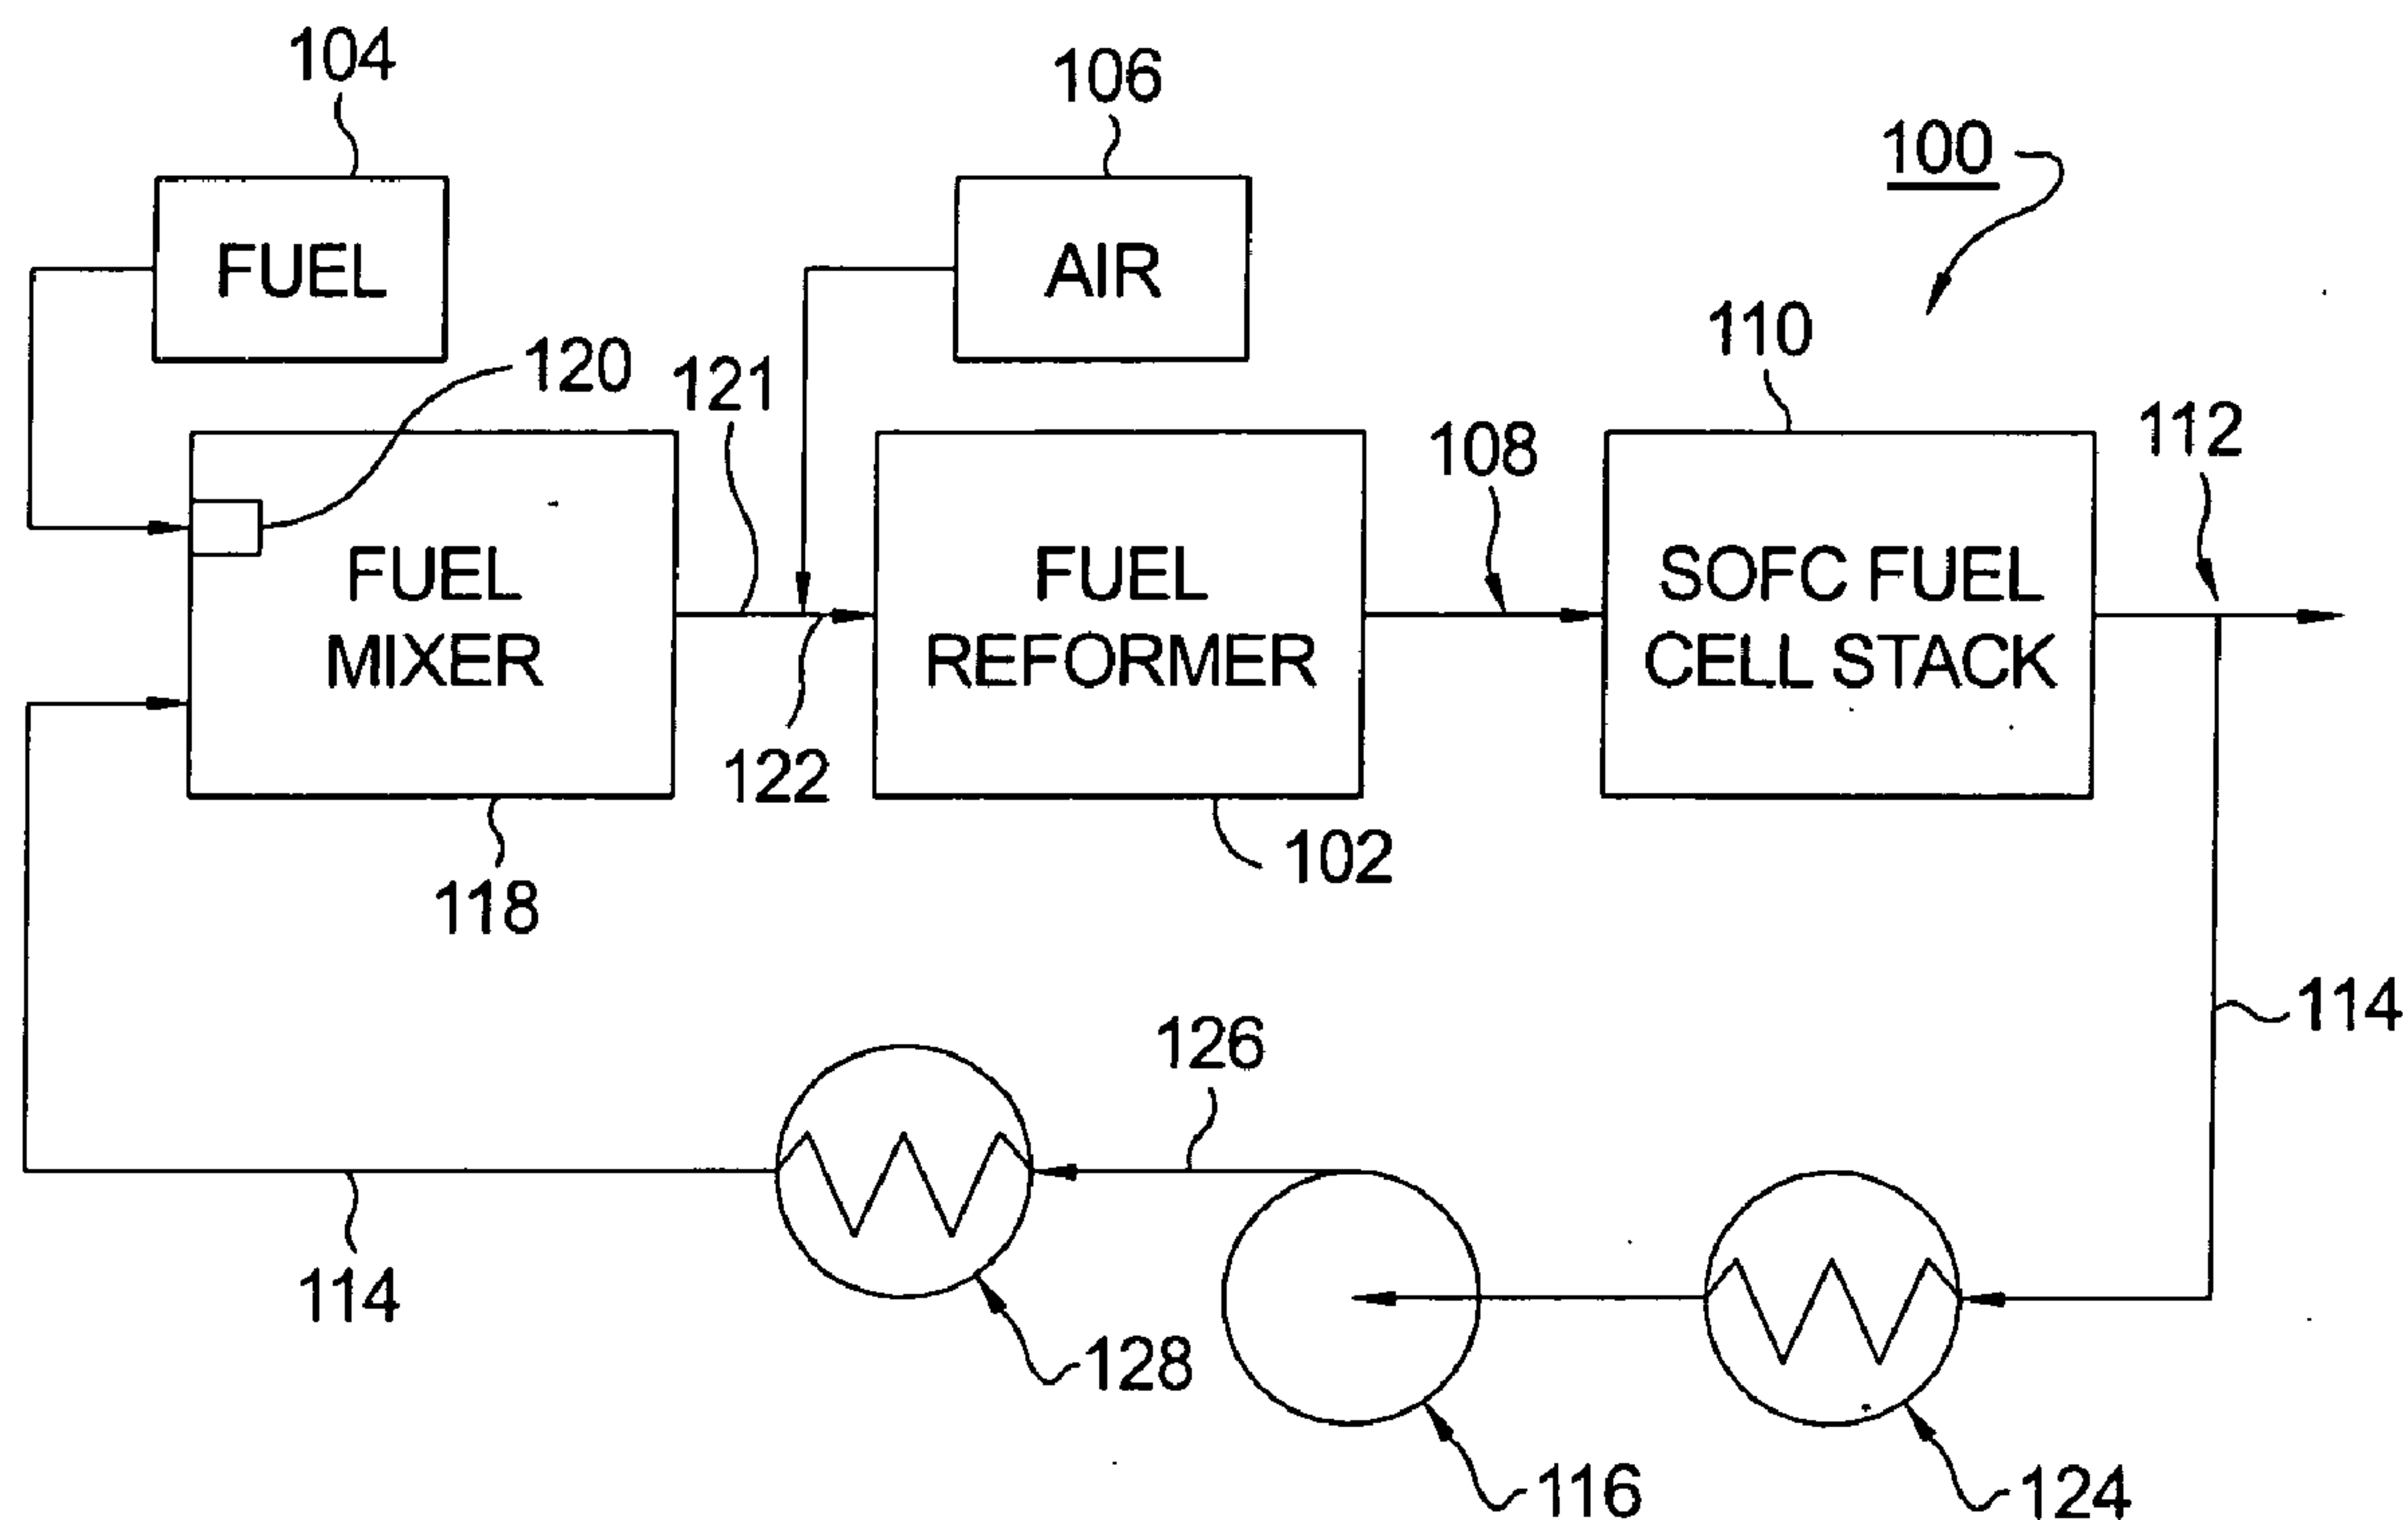 104
106
100
FUEL
AIR
110
120
121
112
108
FUEL
MIXER
FUEL
REFORMER
SOFC FUEL
CELL STACK
122
102
118
114
126
114
128
116
124